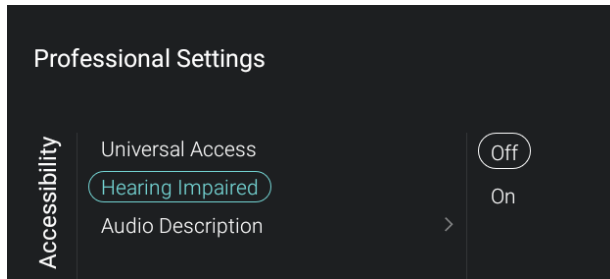 Professional Settings
Accessibility
Universal Access
Hearing Impaired
Audio Description
Off
On